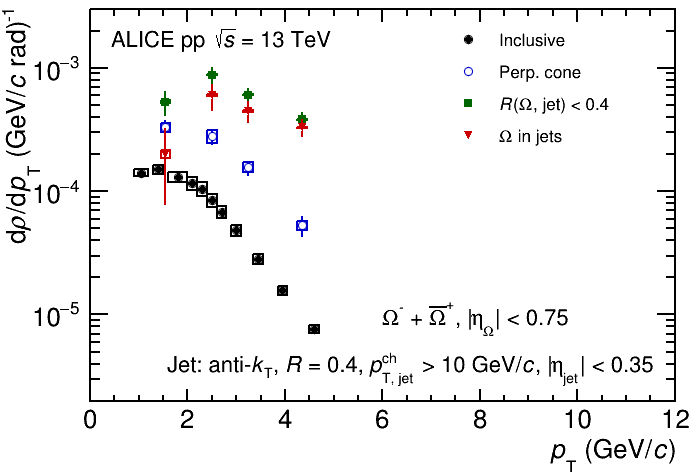 ALICE pp √s = 13 TeV
Inclusive
Perp. cone
R(Ω, jet) < 0.4
Ω in jets
dρ/dp_T (GeV/c rad)^-1
10^-3
10^-4
10^-5
Ω^- + Ω̅^+, |η_Ω| < 0.75
Jet: anti-k_T, R = 0.4, p_T, jet^ch > 10 GeV/c, |η_jet| < 0.35
0 2 4 6 8 10 12
p_T (GeV/c)